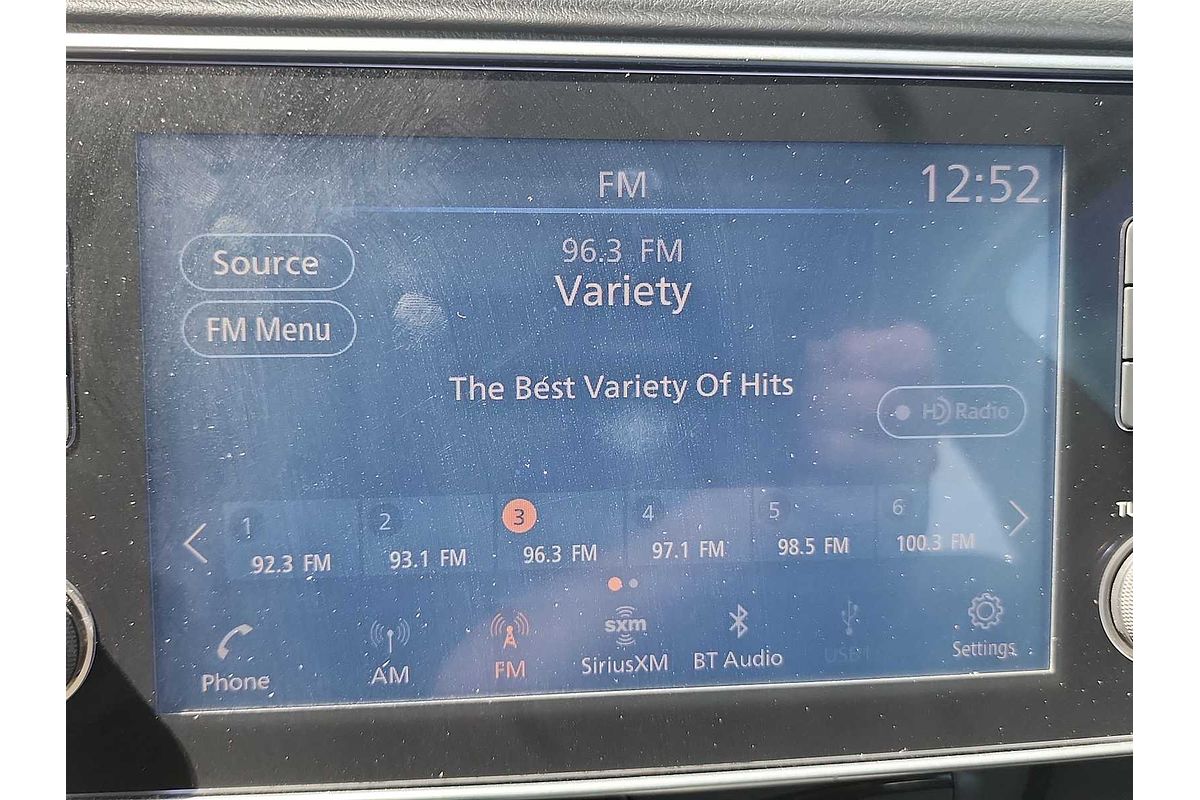 FM
12:52
96.3 FM
Source
Variety
FM Menu
The Best Variety Of Hits
HD Radio
1
2
3
4
5
6
92.3 FM
93.1 FM
96.3 FM
97.1 FM
98.5 FM
100.3 FM
sxm
Phone
AM
FM
SiriusXM
BT Audio
Settings